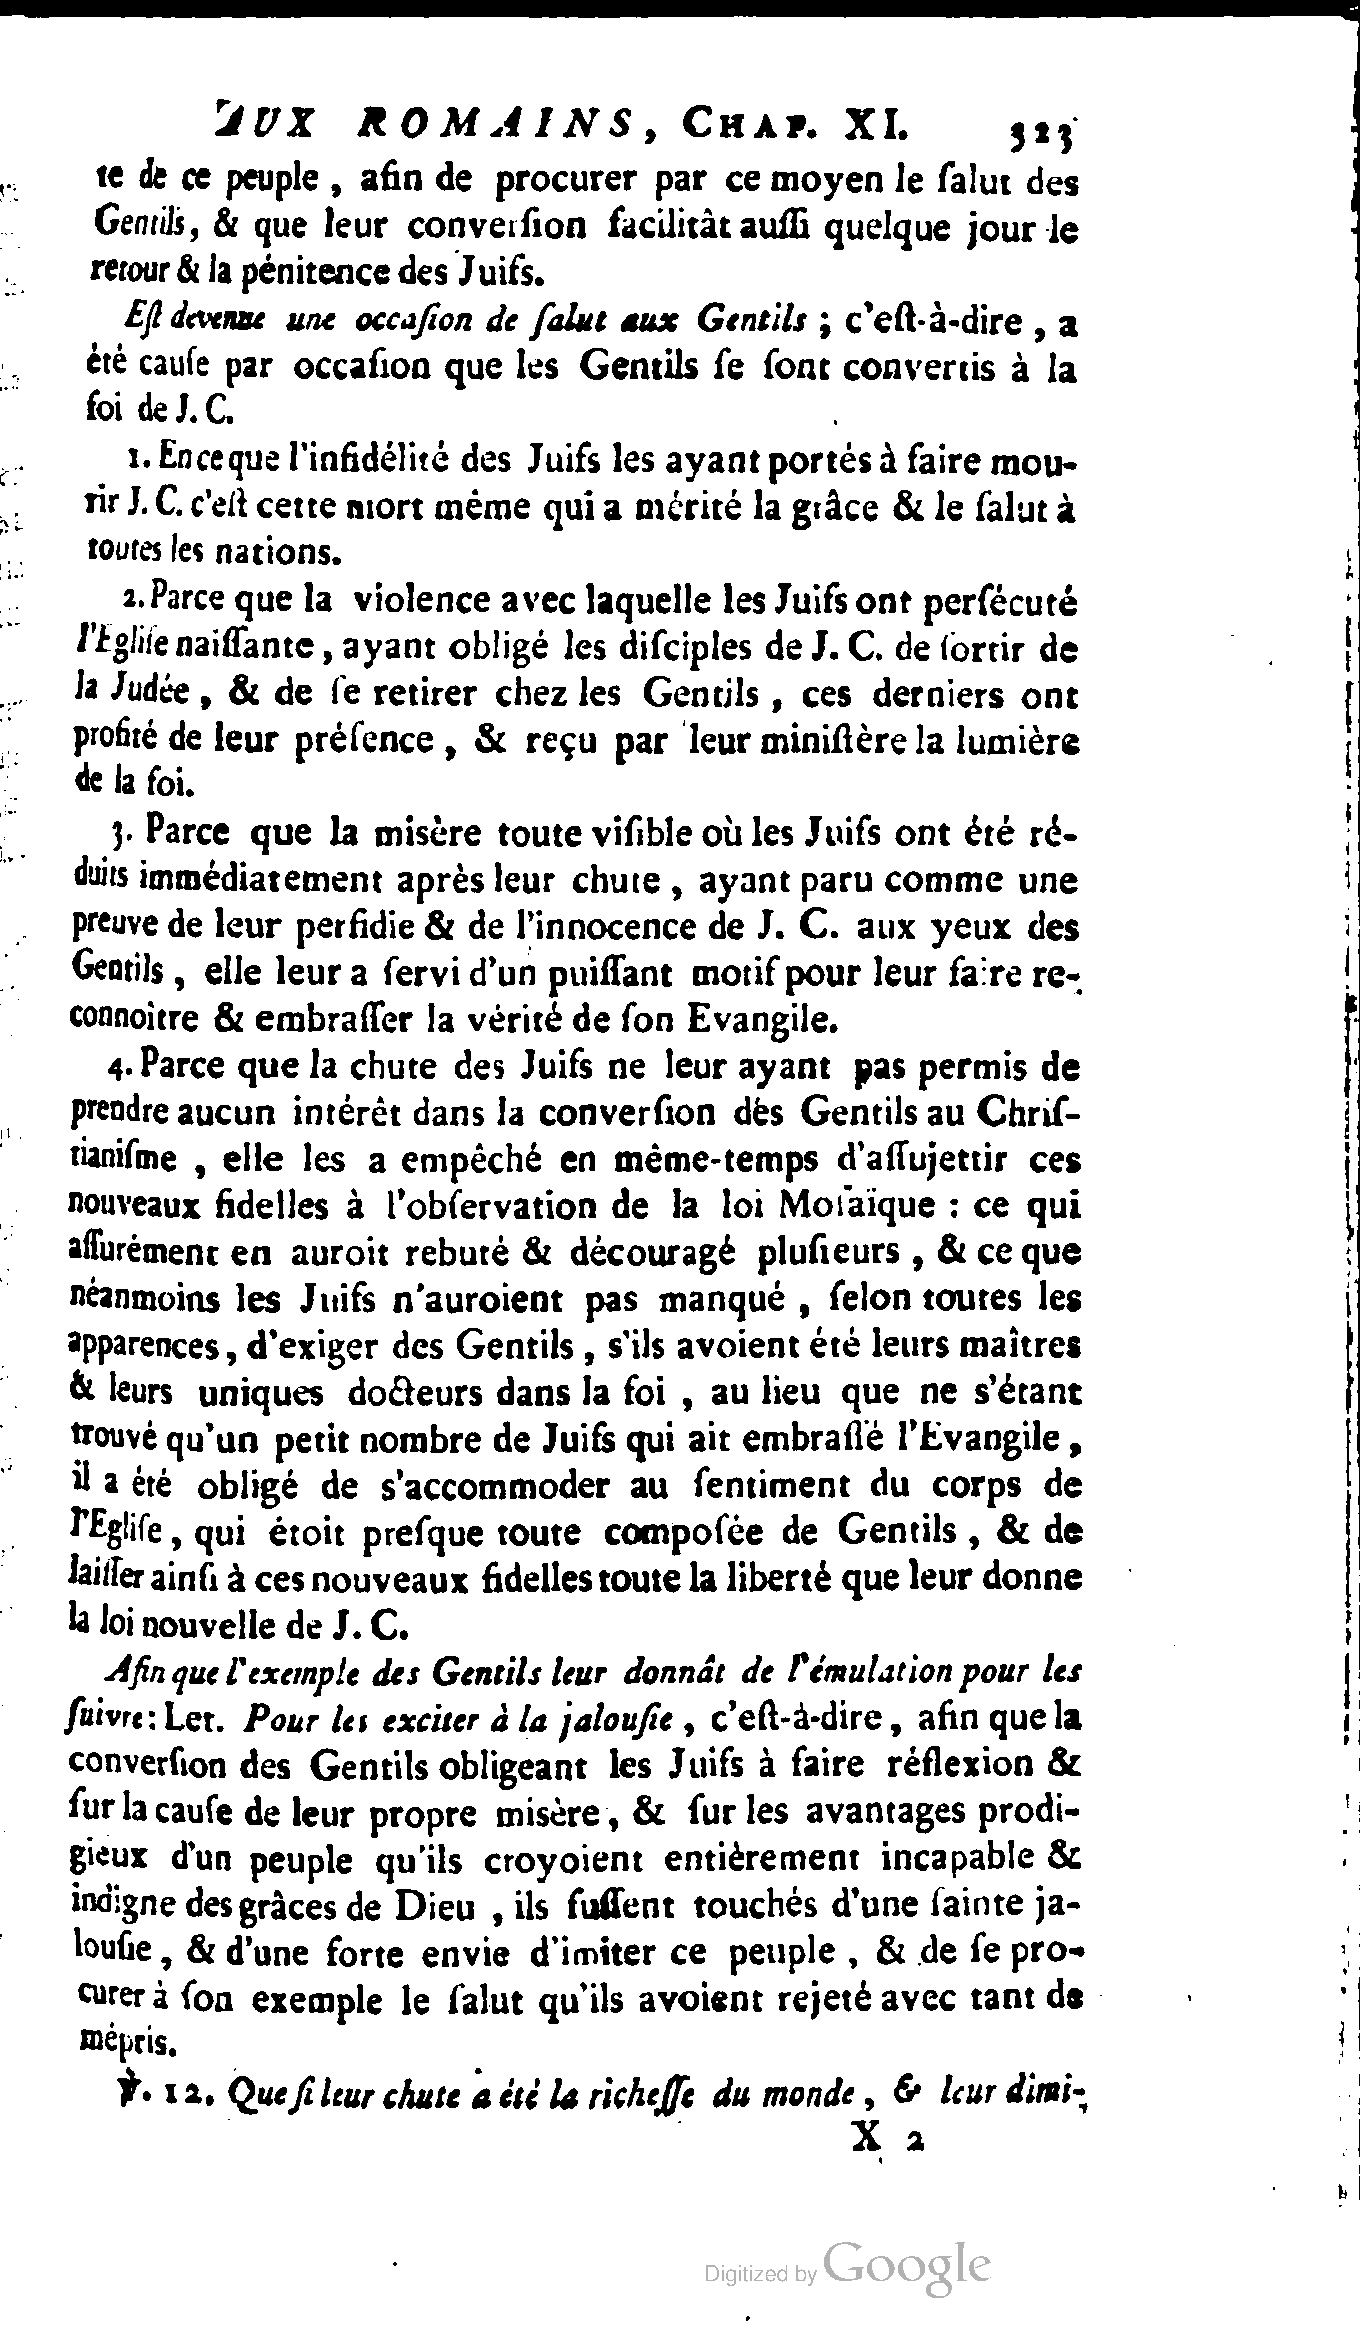 AUX ROMAINS, CHAP. XI. 323
te de ce peuple, afin de procurer par ce moyen le ſalut des
Gentils, & que leur converſion facilitât auſſi quelque jour le
retour & la pénitence des Juifs.
Eſt devenue une occaſion de ſalut aux Gentils ; c'eſt-à-dire, a
été cauſe par occaſion que les Gentils ſe ſont convertis à la
foi de J. C.
1. En ce que l'infidélité des Juifs les ayant portés à faire mou-
rir J. C. c'eſt cette mort même qui a mérité la grâce & le ſalut à
toutes les nations.
2. Parce que la violence avec laquelle les Juifs ont perſécuté
l'Egliſe naiſſante, ayant obligé les diſciples de J. C. de ſortir de
la Judée, & de ſe retirer chez les Gentils, ces derniers ont
profité de leur préſence, & reçu par leur miniſtère la lumière
de la foi.
3. Parce que la misère toute viſible où les Juifs ont été ré-
duits immédiatement après leur chute, ayant paru comme une
preuve de leur perfidie & de l'innocence de J. C. aux yeux des
Gentils, elle leur a ſervi d'un puiſſant motif pour leur faire re-
connoître & embraſſer la vérité de ſon Evangile.
4. Parce que la chute des Juifs ne leur ayant pas permis de
prendre aucun intérêt dans la converſion des Gentils au Chriſ-
tianiſme, elle les a empêché en même-temps d'aſſujettir ces
nouveaux fidelles à l'obſervation de la loi Moſaïque : ce qui
aſſurément en auroit rebuté & découragé pluſieurs, & ce que
néanmoins les Juifs n'auroient pas manqué, ſelon toutes les
apparences, d'exiger des Gentils, s'ils avoient été leurs maîtres
& leurs uniques docteurs dans la foi, au lieu que ne s'étant
trouvé qu'un petit nombre de Juifs qui ait embraſſé l'Evangile,
il a été obligé de s'accommoder au ſentiment du corps de
l'Egliſe, qui étoit preſque toute compoſée de Gentils, & de
laiſſer ainſi à ces nouveaux fidelles toute la liberté que leur donne
la loi nouvelle de J. C.
Afin que l'exemple des Gentils leur donnât de l'émulation pour les
ſuivre : Let. Pour les exciter à la jalouſie, c'eſt-à-dire, afin que la
converſion des Gentils obligeant les Juifs à faire réflexion &
ſur la cauſe de leur propre misère, & ſur les avantages prodi-
gieux d'un peuple qu'ils croyoient entièrement incapable &
indigne des grâces de Dieu, ils fuſſent touchés d'une ſainte ja-
louſie, & d'une forte envie d'imiter ce peuple, & de ſe pro-
curer à ſon exemple le ſalut qu'ils avoient rejeté avec tant de
mépris.
℣. 12. Que ſi leur chute a été la richeſſe du monde, & leur dimi-
X 2
Digitized by Google